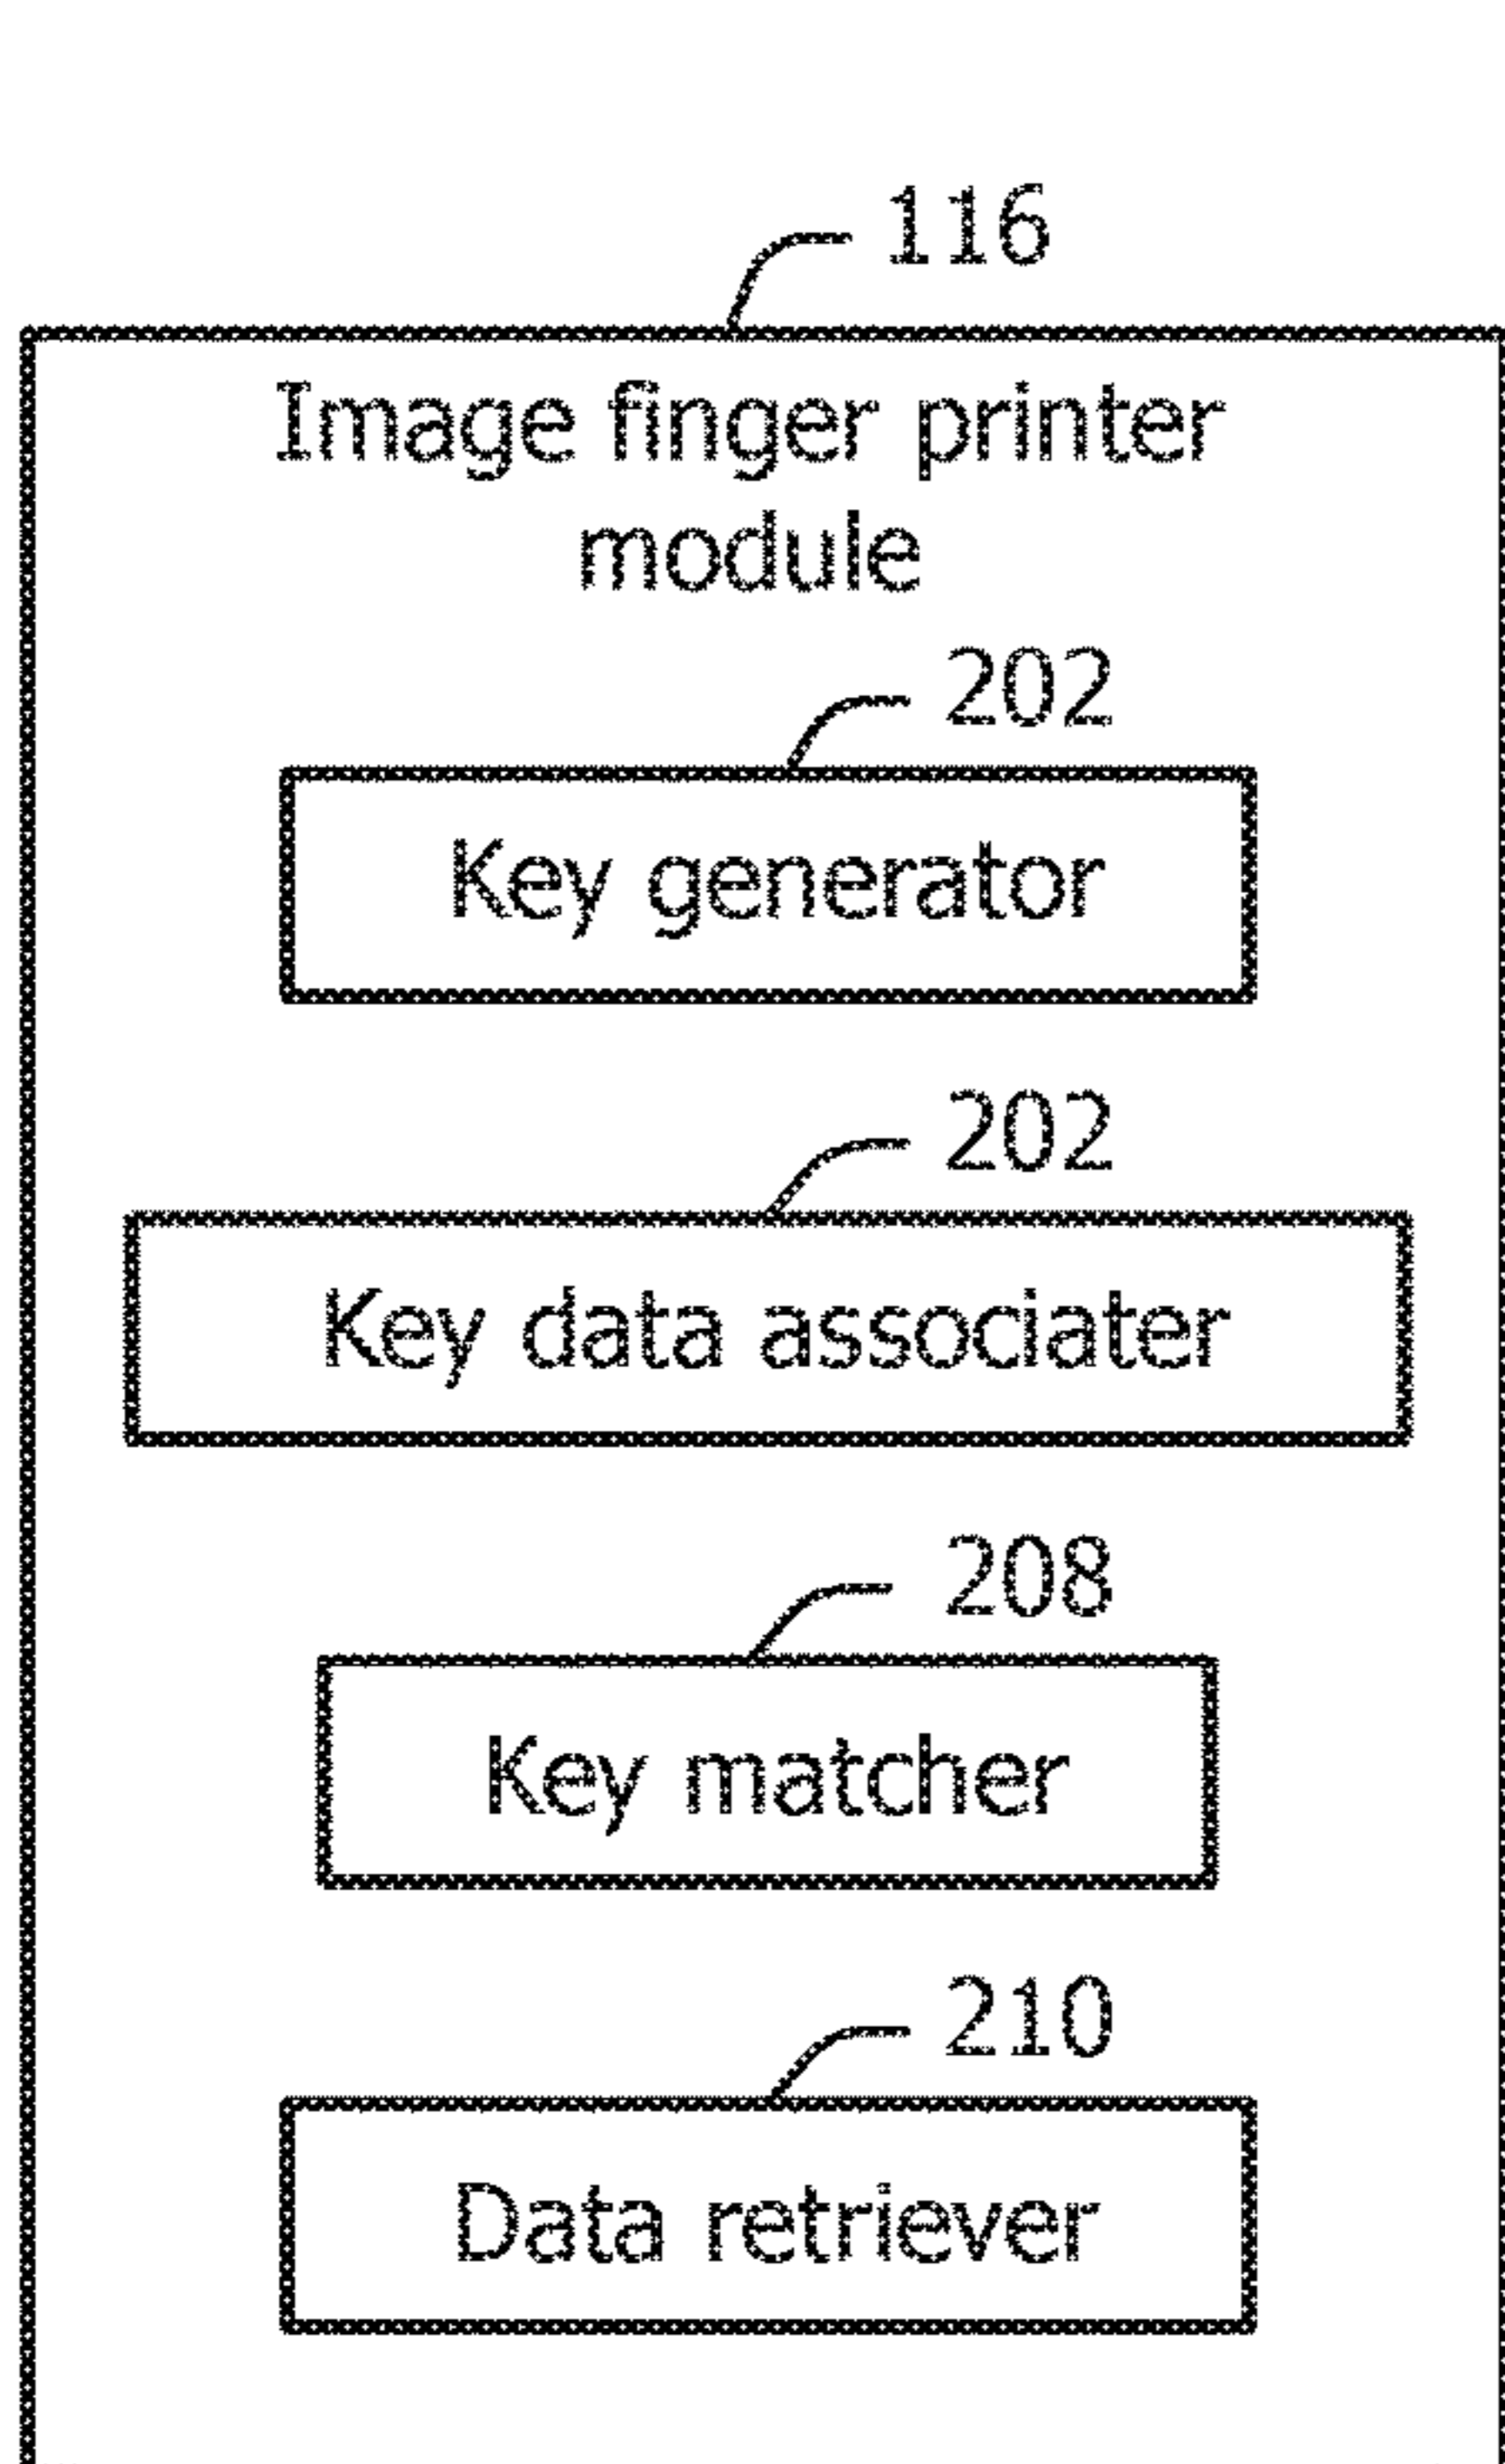 116
Image finger printer
module
202
Key generator
202
Key data associater
208
Key matcher
210
Data retriever